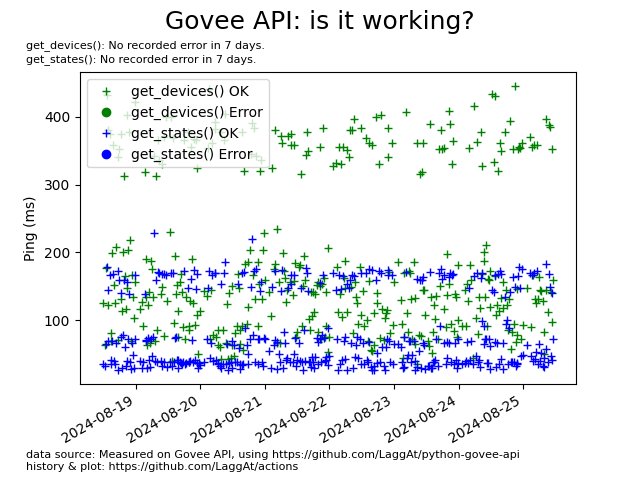 Govee API: is it working?
get_devices(): No recorded error in 7 days.
get_states(): No recorded error in 7 days.
get_devices() OK
get_devices() Error
get_states() OK
get_states() Error
Ping (ms)
400
300
200
100
2024-08-19
2024-08-20
2024-08-21
2024-08-22
2024-08-23
2024-08-24
2024-08-25
data source: Measured on Govee API, using https://github.com/LaggAt/python-govee-api
history & plot: https://github.com/LaggAt/actions